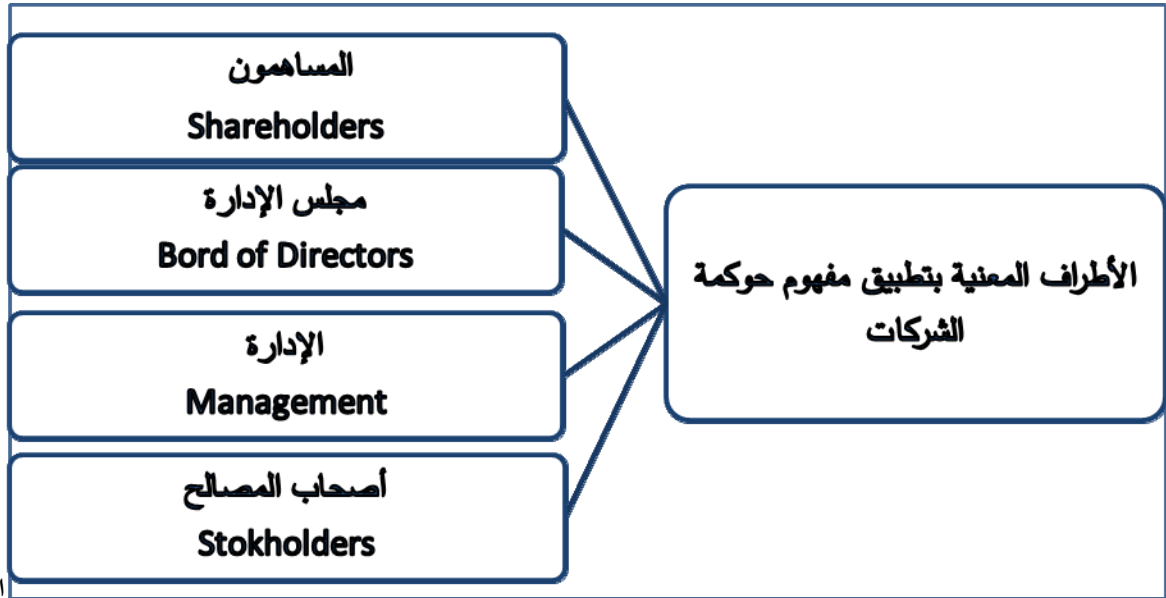 المساهمون
Shareholders
مجلس الإدارة
Bord of Directors
الإدارة
Management
أصحاب المصالح
Stokholders
الأطراف المعنية بتطبيق مفهوم حوكمة
الشركات